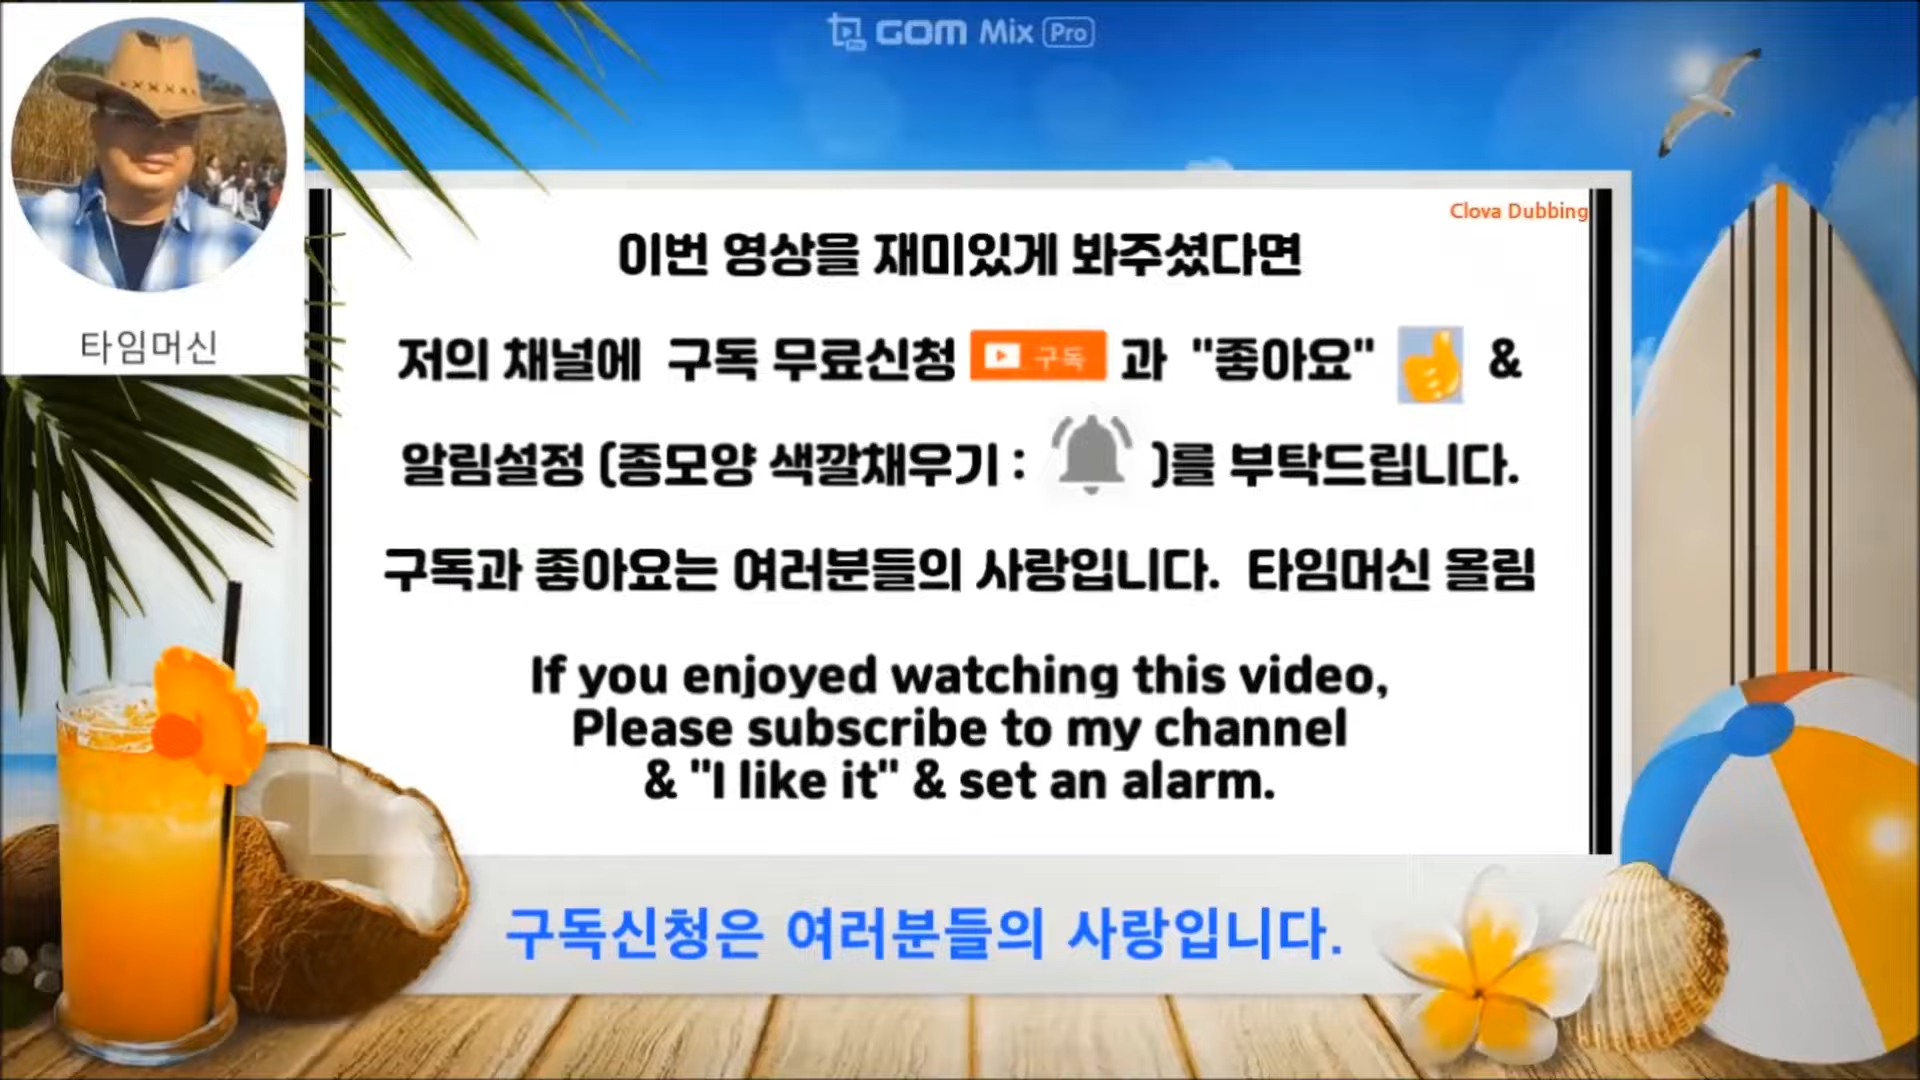 GOM Mix Pro
타임머신
Clova Dubbing
이번 영상을 재미있게 봐주셨다면
저의 채널에 구독 무료신청 구독 과 "좋아요" &
알림설정 (종모양 색깔채우기 : )를 부탁드립니다.
구독과 좋아요는 여러분들의 사랑입니다. 타임머신 올림
If you enjoyed watching this video,
Please subscribe to my channel
& "I like it" & set an alarm.
구독신청은 여러분들의 사랑입니다.